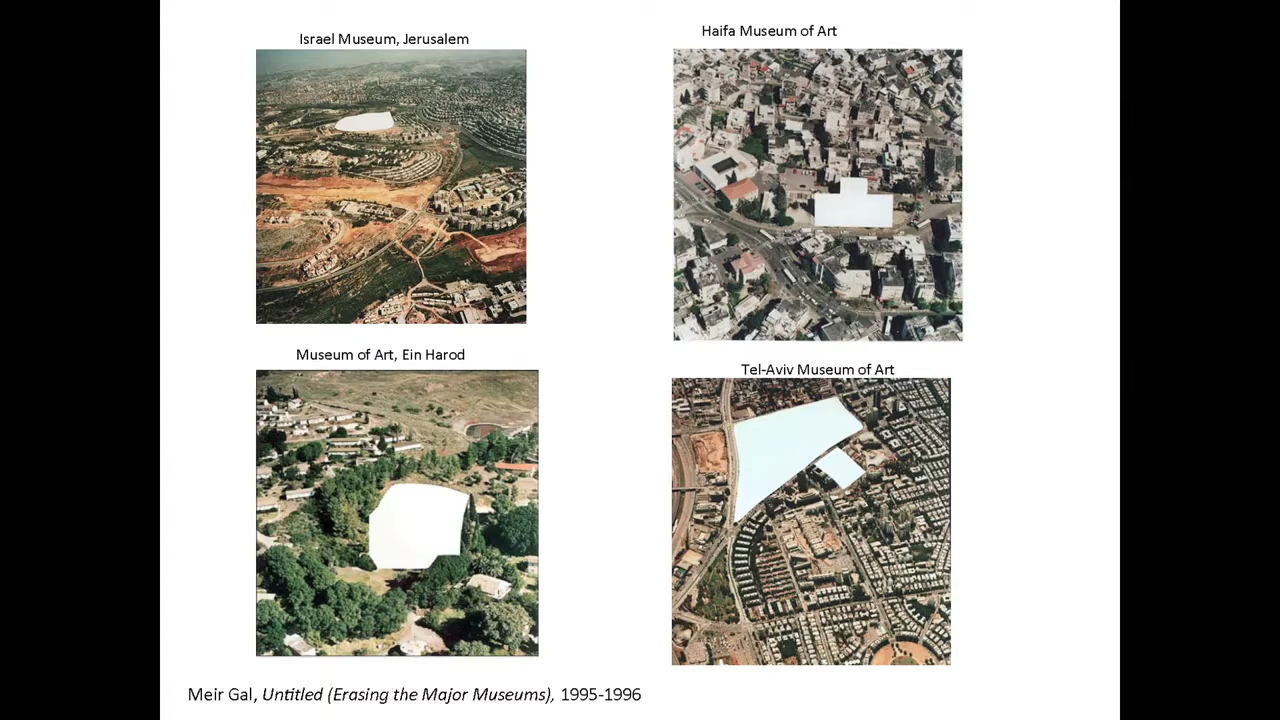 Israel Museum, Jerusalem
Haifa Museum of Art
Museum of Art, Ein Harod
Tel-Aviv Museum of Art
Meir Gal, Untitled (Erasing the Major Museums), 1995-1996